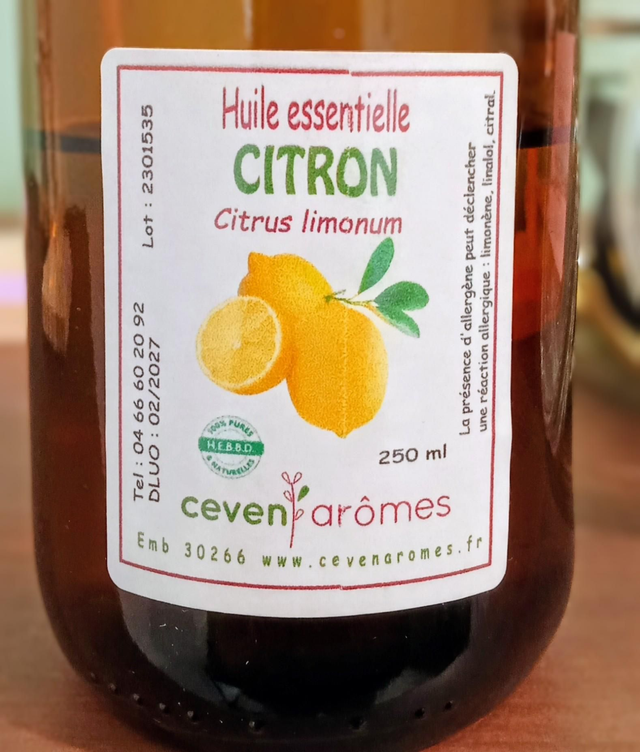 Huile essentielle
CITRON
Citrus limonum
Lot : 2301535
Tel : 04 66 60 20 92
DLUO : 02/2027
La présence d'allergène peut déclencher
une réaction allergique : limonène, linalol, citral.
100% PURES
H.E.B.B.D.
& NATURELLES
250 ml
ceven arômes
Emb 30266 www.cevenaromes.fr